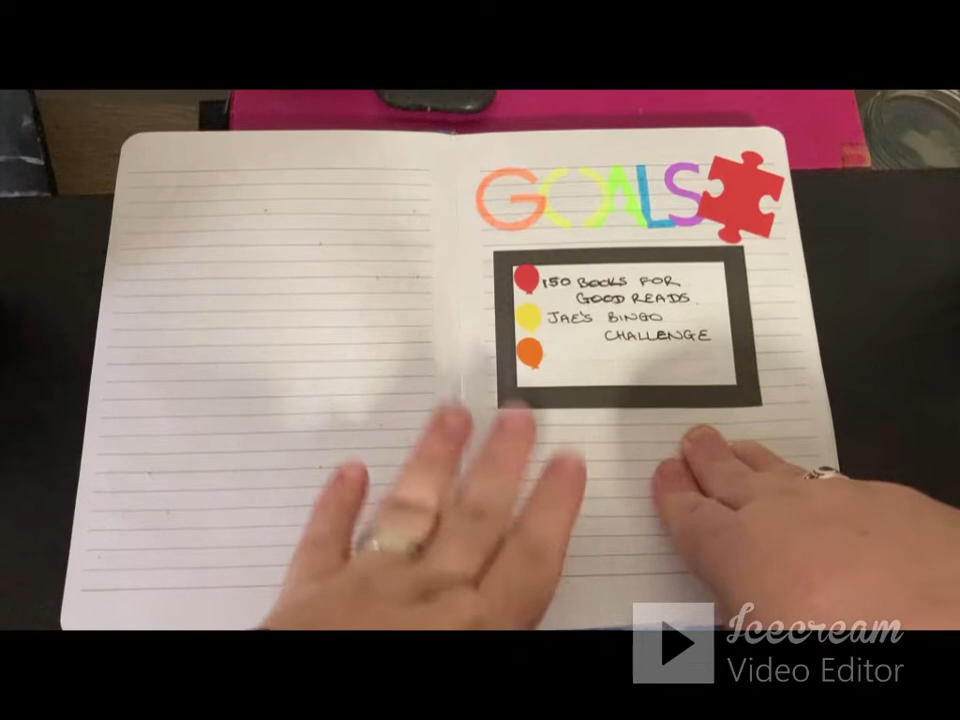 GOALS
150 BOOKS FOR
GOOD READS.
JAE'S BINGO
CHALLENGE
Icecream
Video Editor